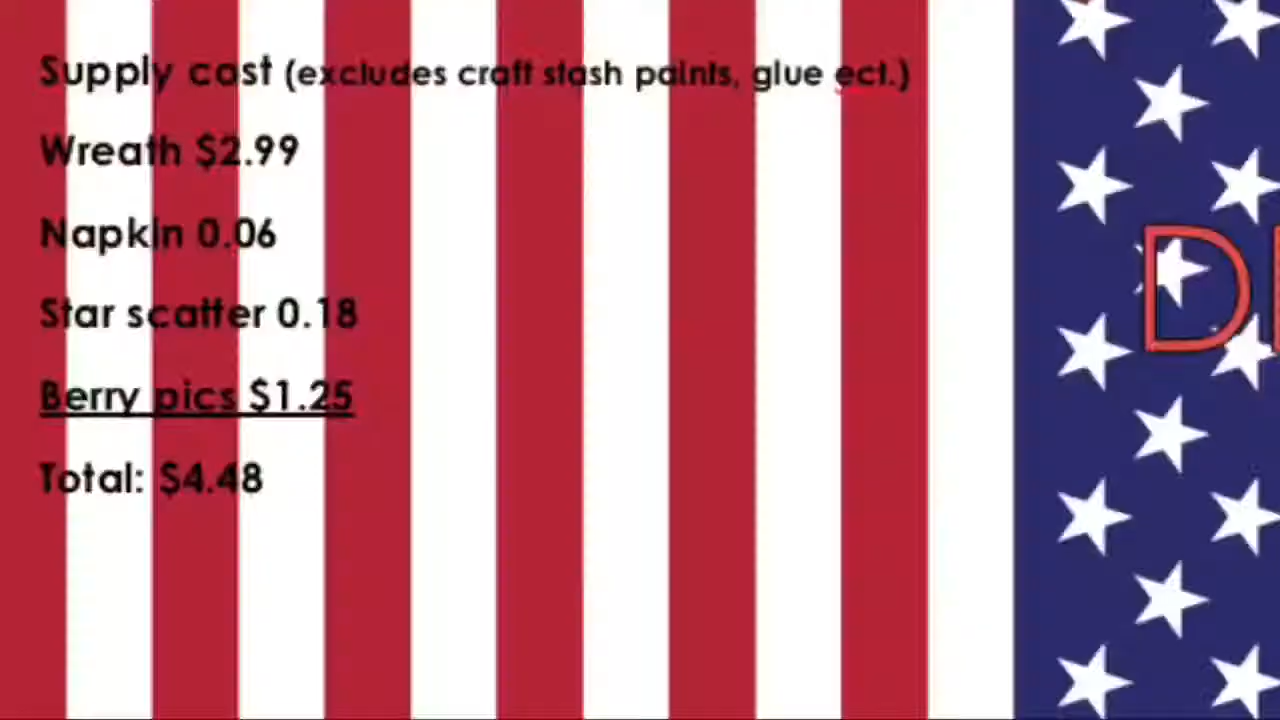 Supply cost (excludes craft stash paints, glue ect.)
Wreath $2.99
Napkin 0.06
Star scatter 0.18
Berry pics $1.25
Total: $4.48
D